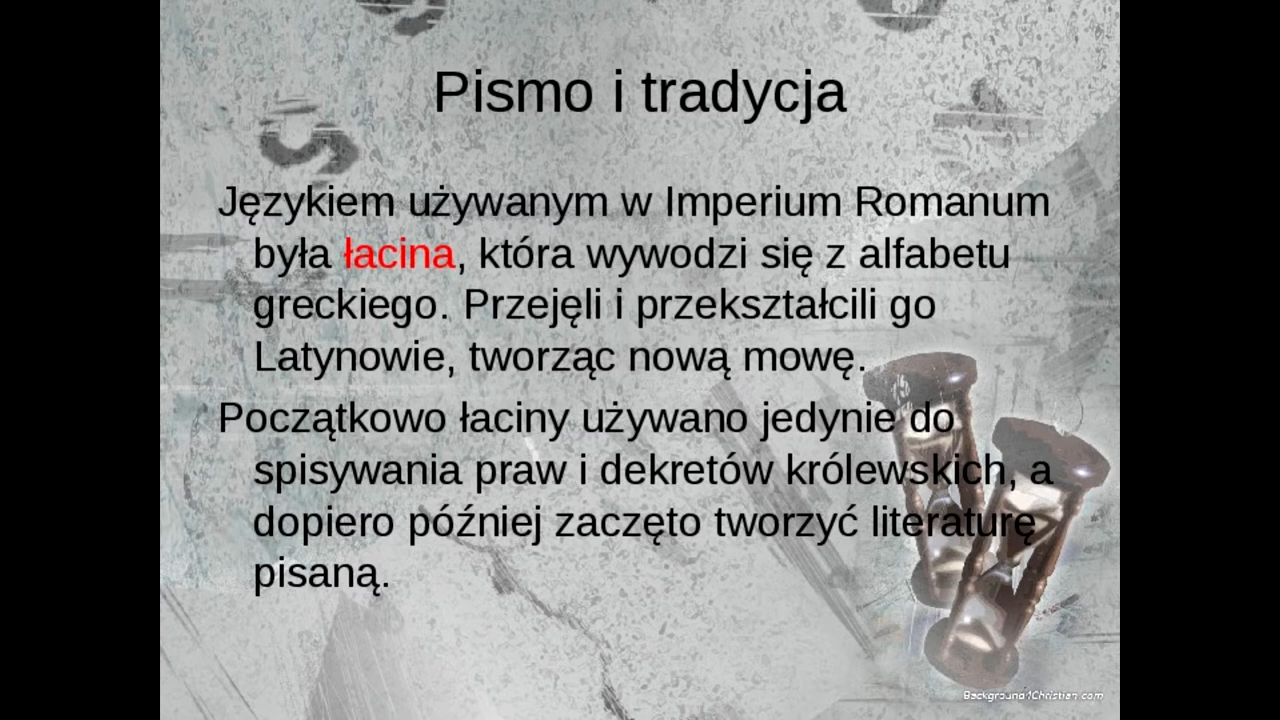 Pismo i tradycja
Językiem używanym w Imperium Romanum
była łacina, która wywodzi się z alfabetu
greckiego. Przejęli i przekształcili go
Latynowie, tworząc nową mowę.
Początkowo łaciny używano jedynie do
spisywania praw i dekretów królewskich, a
dopiero później zaczęto tworzyć literaturę
pisaną.
Background4Christian.com